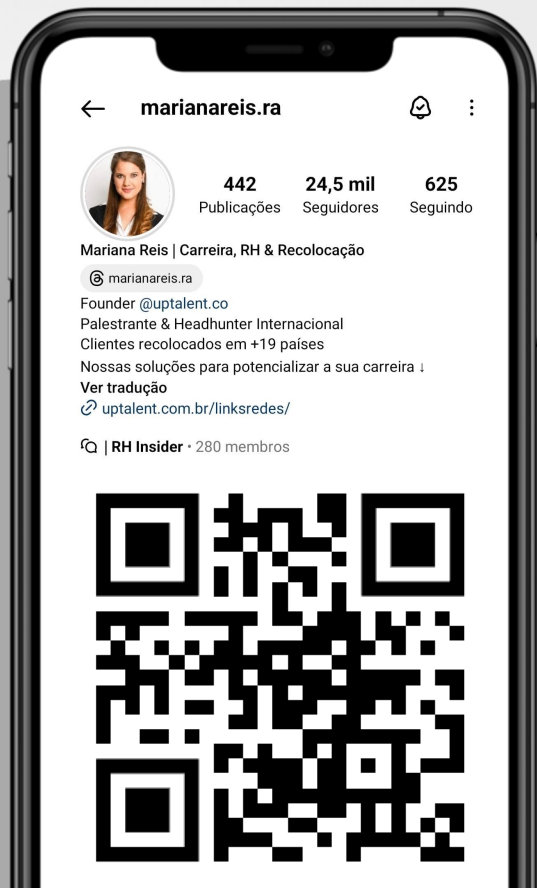 marianareis.ra
442
24,5 mil
625
Publicações
Seguidores
Seguindo
Mariana Reis | Carreira, RH & Recolocação
marianareis.ra
Founder @uptalent.co
Palestrante & Headhunter Internacional
Clientes recolocados em +19 países
Nossas soluções para potencializar a sua carreira ↓
Ver tradução
uptalent.com.br/linksredes/
| RH Insider • 280 membros